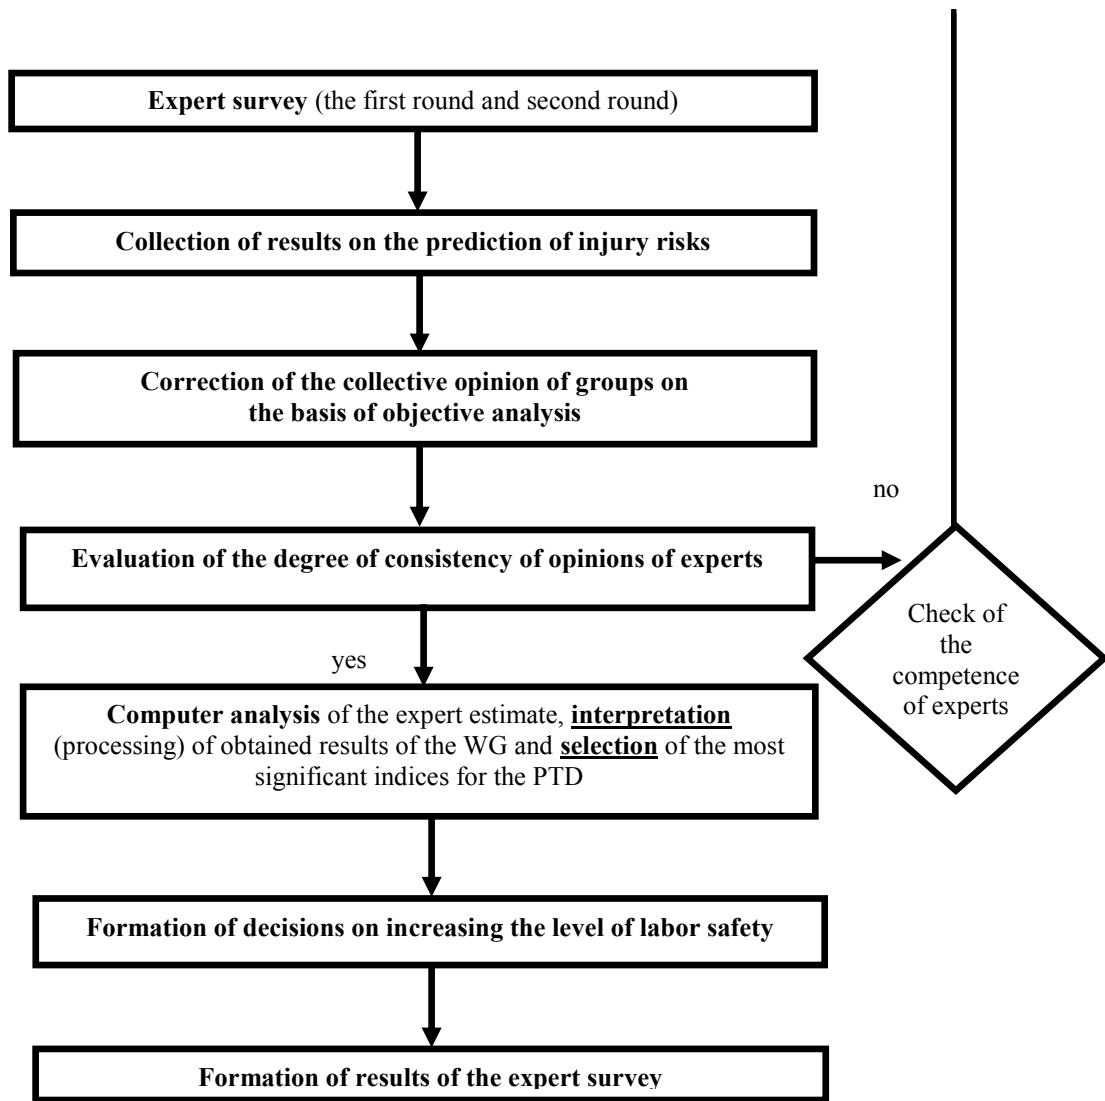 Expert survey (the first round and second round)
Collection of results on the prediction of injury risks
Correction of the collective opinion of groups on
the basis of objective analysis
no
Evaluation of the degree of consistency of opinions of experts
Check of
the
competence
of experts
yes
Computer analysis of the expert estimate, interpretation
(processing) of obtained results of the WG and selection of the most
significant indices for the PTD
Formation of decisions on increasing the level of labor safety
Formation of results of the expert survey